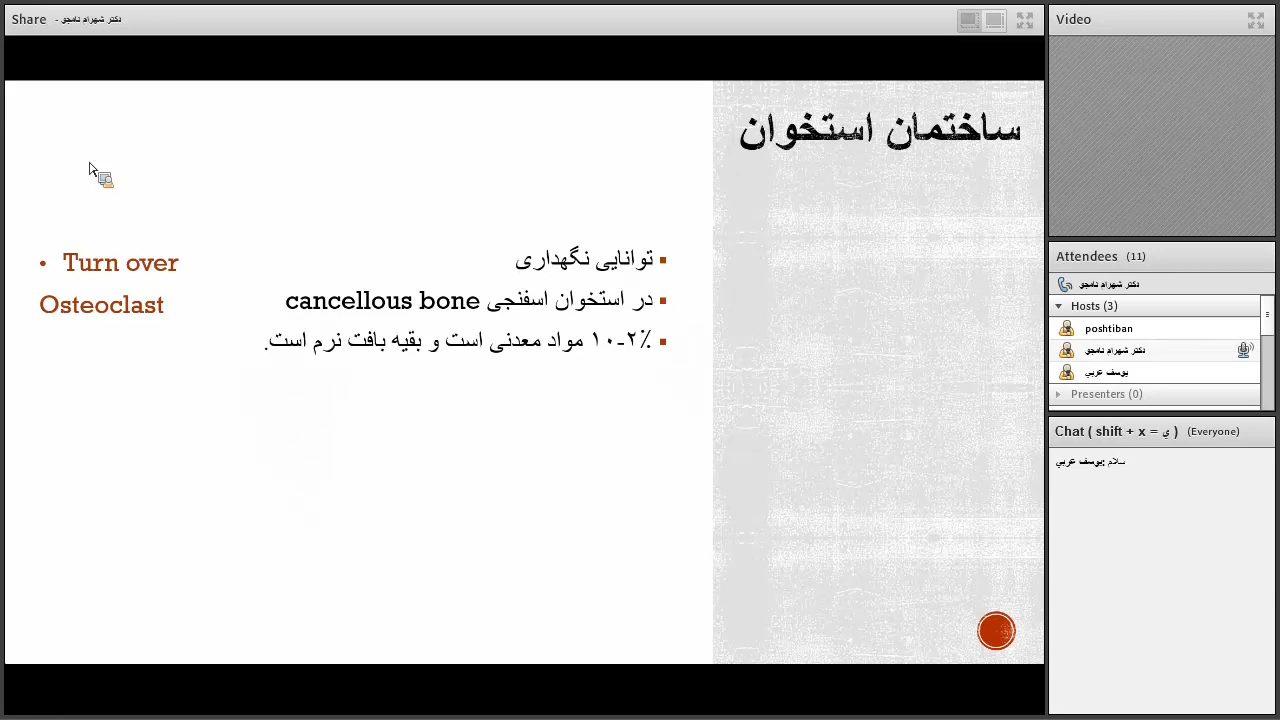 Share دکتر شهرام نامجو -
ساختمان استخوان
توانایی نگهداری
در استخوان اسفنجی cancellous bone
۱۰-۲٪ مواد معدنی است و بقیه بافت نرم است.
• Turn over
Osteoclast
Video
Attendees (11)
دکتر شهرام نامجو
Hosts (3)
poshtiban
دکتر شهرام نامجو
یوسف عربي
Presenters (0)
Chat ( shift + x = ي ) (Everyone)
یوسف عربي: سلام